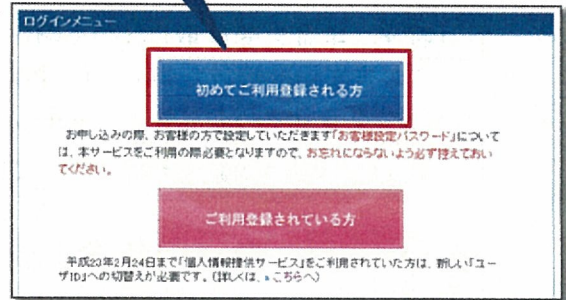 ログインメニュー
初めてご利用登録される方
お申し込みの際、お客様の方で設定していただきます「お客様設定パスワード」について
は、本サービスをご利用の際必要となりますので、お忘れにならないよう必ず控えておい
てください。
ご利用登録されている方
平成23年2月24日まで「個人情報提供サービス」をご利用されていた方は、新しい「ユー
ザID」への切替えが必要です。(詳しくは、»こちらへ)